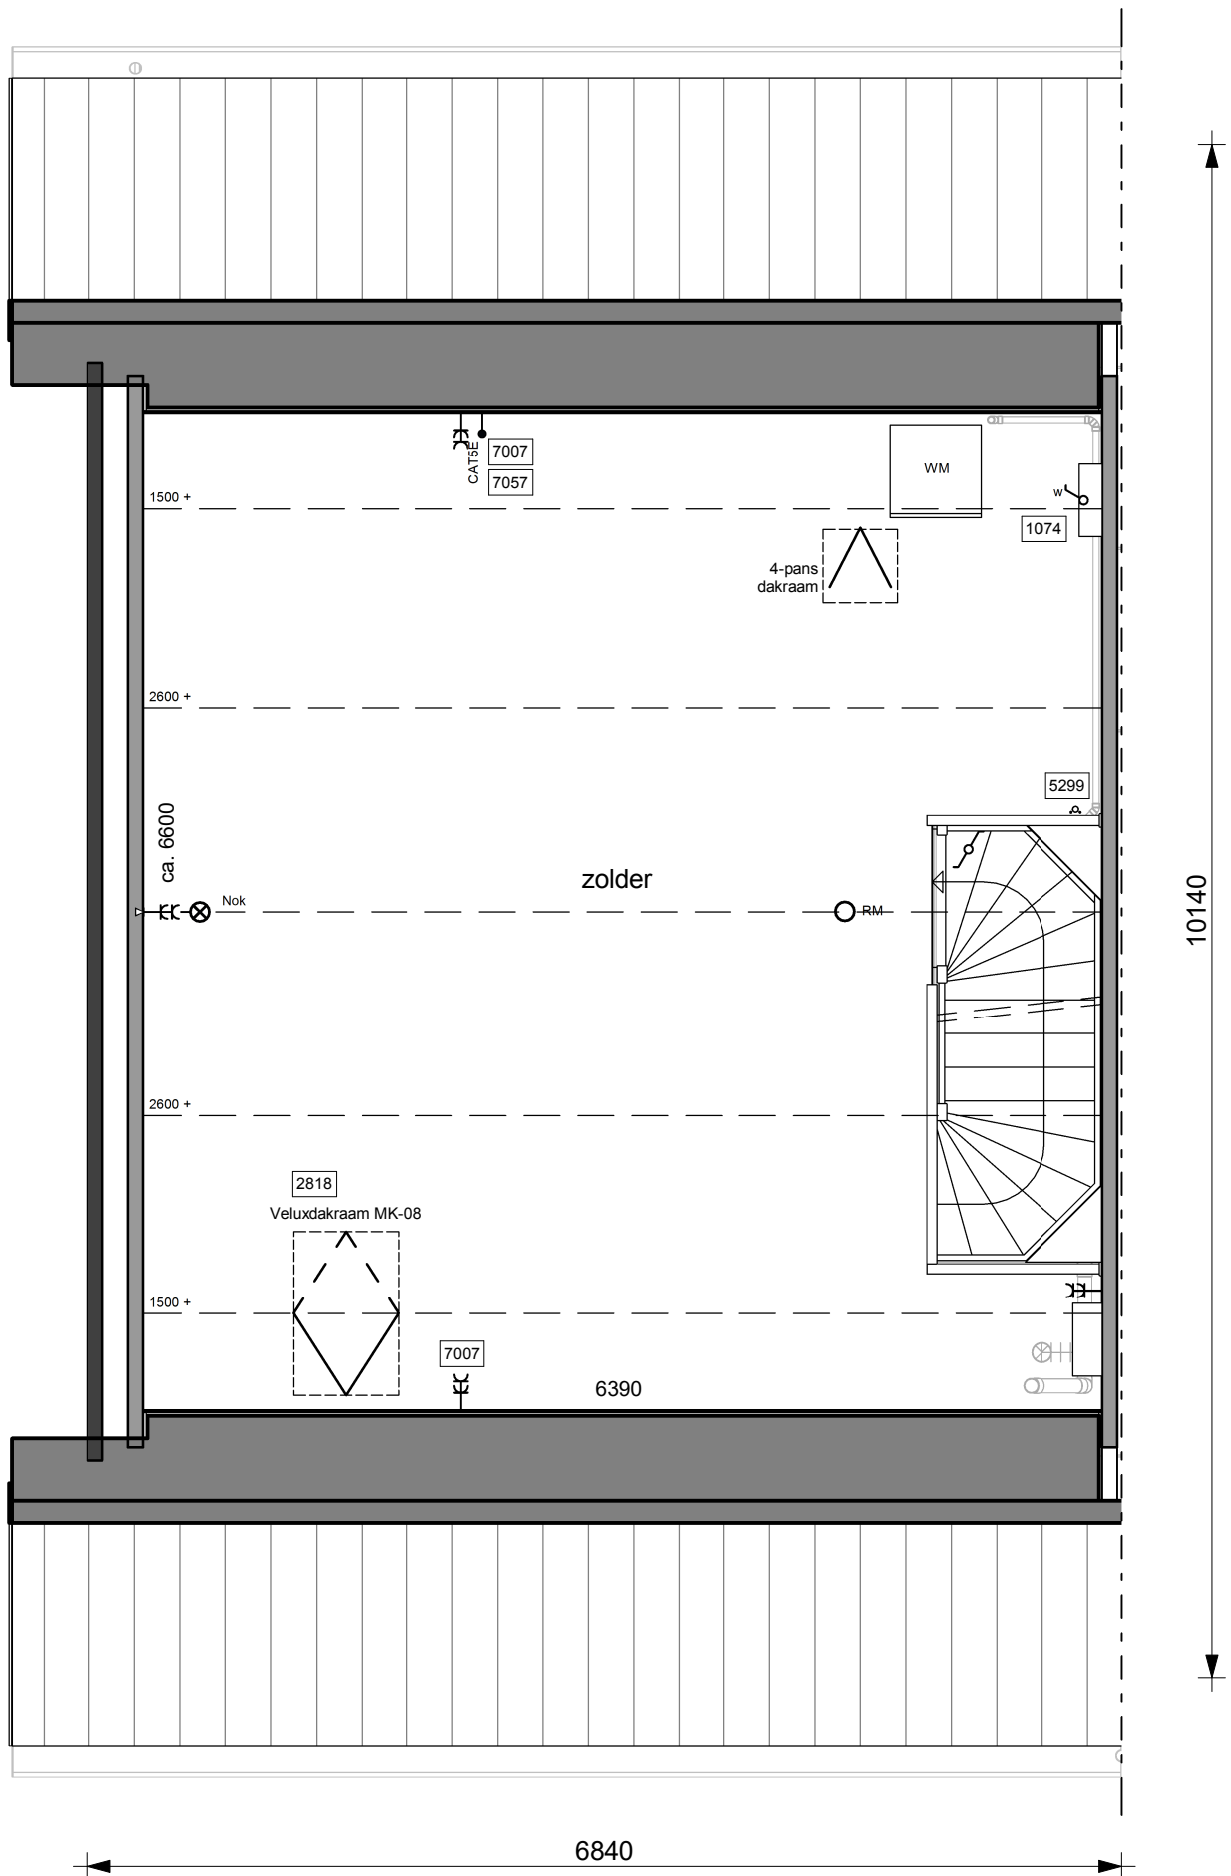 CAT5E
7007
7057
WM
1500 +
w
1074
4-pans
dakraam
2600 +
5299
ca. 6600
zolder
10140
Nok
RM
2600 +
2818
Veluxdakraam MK-08
1500 +
7007
6390
6840